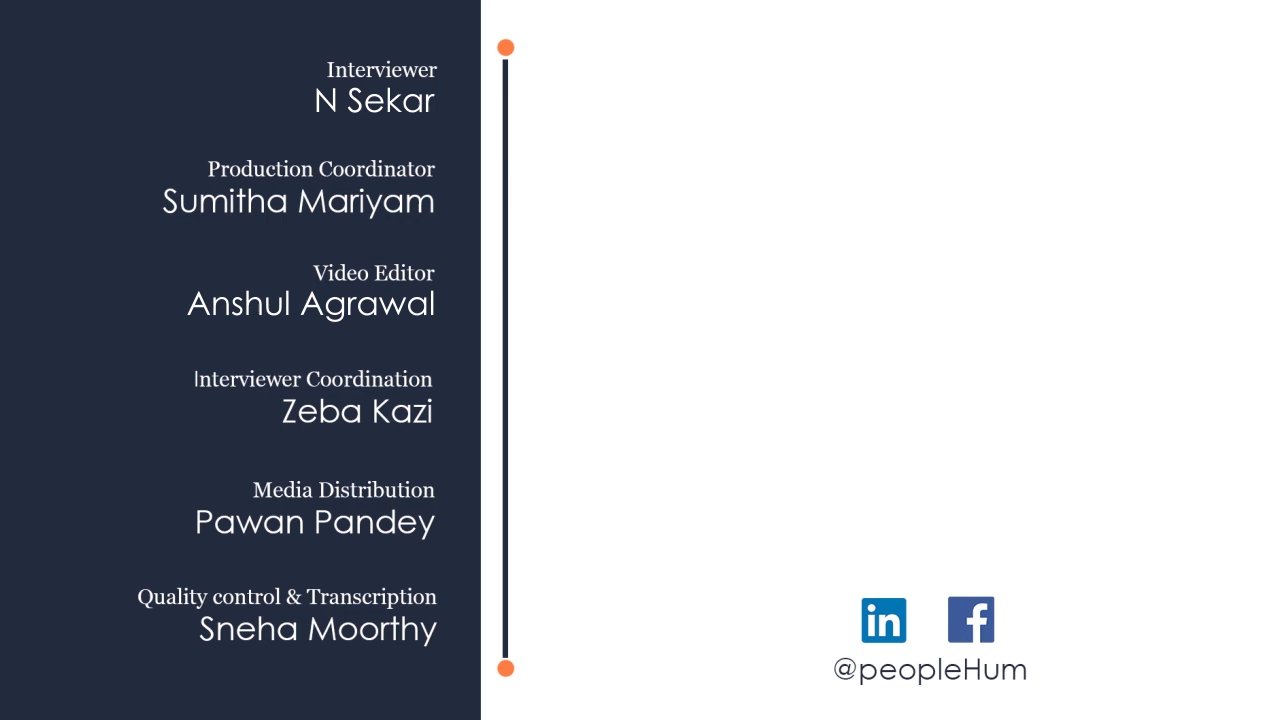 Interviewer
N Sekar
Production Coordinator
Sumitha Mariyam
Video Editor
Anshul Agrawal
Interviewer Coordination
Zeba Kazi
Media Distribution
Pawan Pandey
Quality control & Transcription
Sneha Moorthy
in f
@peopleHum